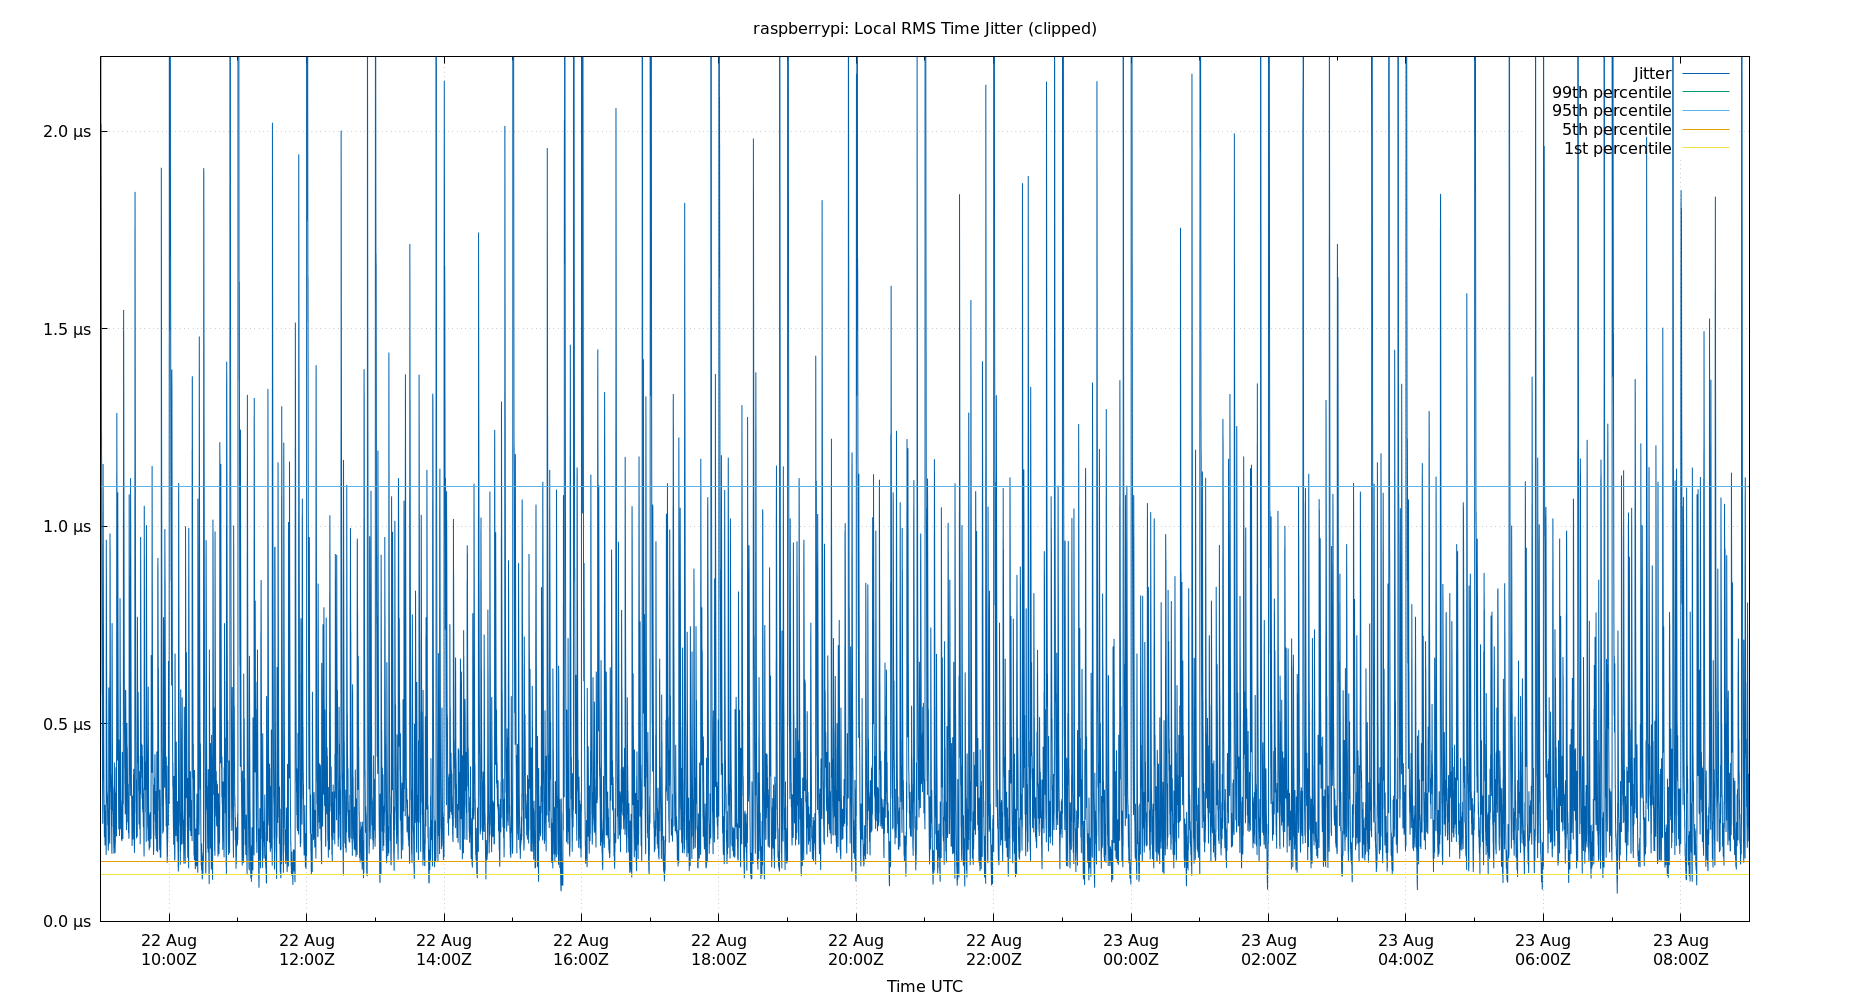 raspberrypi: Local RMS Time Jitter (clipped)
Jitter
99th percentile
95th percentile
5th percentile
1st percentile
2.0 µs
1.5 µs
1.0 µs
0.5 µs
0.0 µs
22 Aug 22 Aug 22 Aug 22 Aug 22 Aug 22 Aug 22 Aug 23 Aug 23 Aug 23 Aug 23 Aug 23 Aug
10:00Z 12:00Z 14:00Z 16:00Z 18:00Z 20:00Z 22:00Z 00:00Z 02:00Z 04:00Z 06:00Z 08:00Z
Time UTC